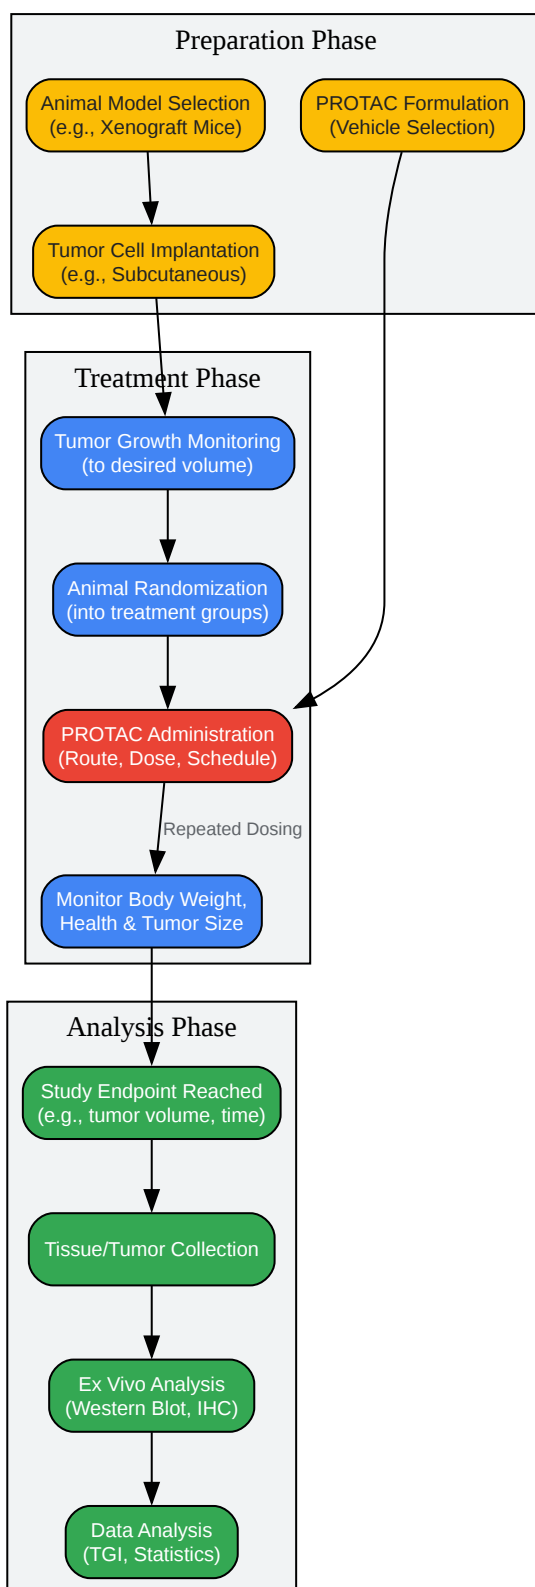 Preparation Phase
Animal Model Selection
(e.g., Xenograft Mice)
PROTAC Formulation
(Vehicle Selection)
Tumor Cell Implantation
(e.g., Subcutaneous)
Treatment Phase
Tumor Growth Monitoring
(to desired volume)
Animal Randomization
(into treatment groups)
PROTAC Administration
(Route, Dose, Schedule)
Repeated Dosing
Monitor Body Weight,
Health & Tumor Size
Analysis Phase
Study Endpoint Reached
(e.g., tumor volume, time)
Tissue/Tumor Collection
Ex Vivo Analysis
(Western Blot, IHC)
Data Analysis
(TGI, Statistics)